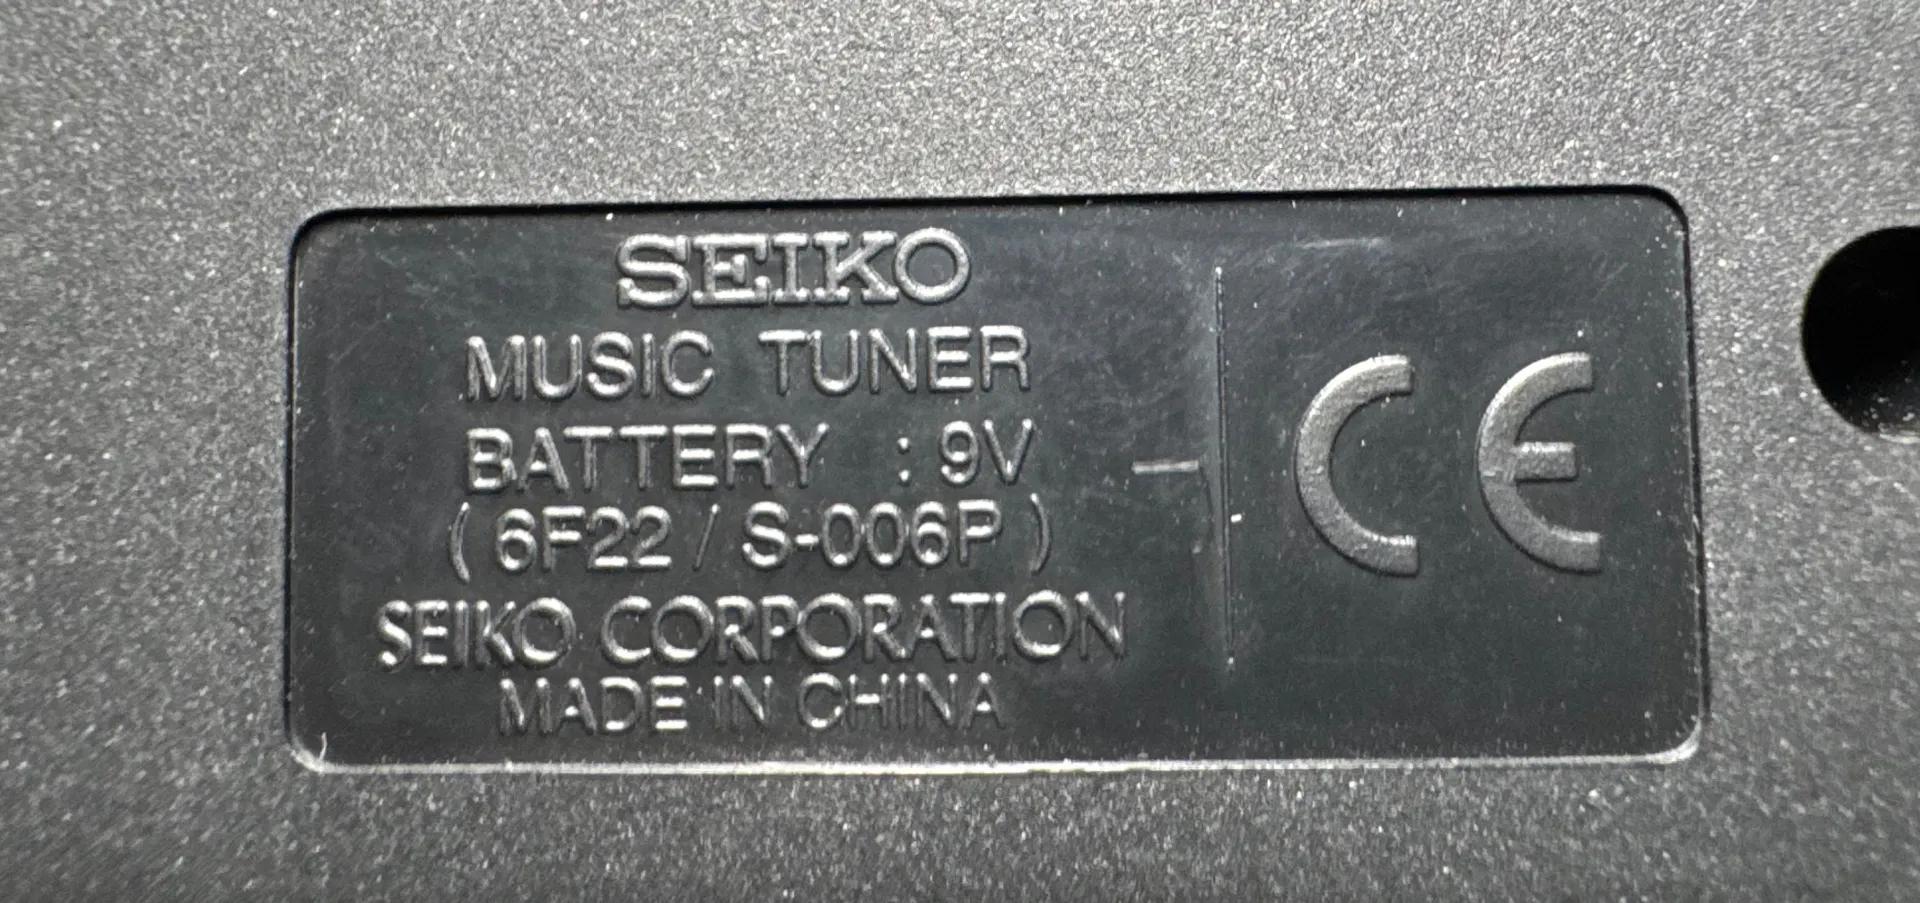 SEIKO
MUSIC TUNER
BATTERY : 9V
( 6F22 / S-006P )
SEIKO CORPORATION
MADE IN CHINA
CE